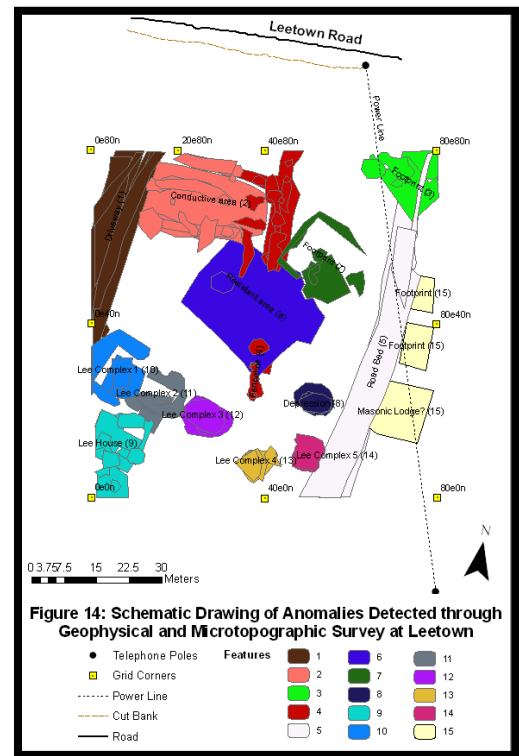 Leetown Road
Power Line
0e80n
20e80n
40e80n
80e80n
Footprint (3)
Driveway (1)
Conductive area (2)
Footprint (7)
Footprint (15)
0e40n
80e40n
Footprint (15)
Road Bed (5)
Lee Complex 1 (10)
Lee Complex 2 (11)
Depression (8)
Lee Complex 3 (12)
Masonic Lodge? (15)
Lee House (9)
Lee Complex 4 (13)
Lee Complex 5 (14)
0e0n
40e0n
80e0n
N
0 3.75 7.5 15 22.5 30
Meters
Figure 14: Schematic Drawing of Anomalies Detected through
Geophysical and Microtopographic Survey at Leetown
Telephone Poles
Grid Corners
Power Line
Cut Bank
Road
Features
1
2
3
4
5
6
7
8
9
10
11
12
13
14
15